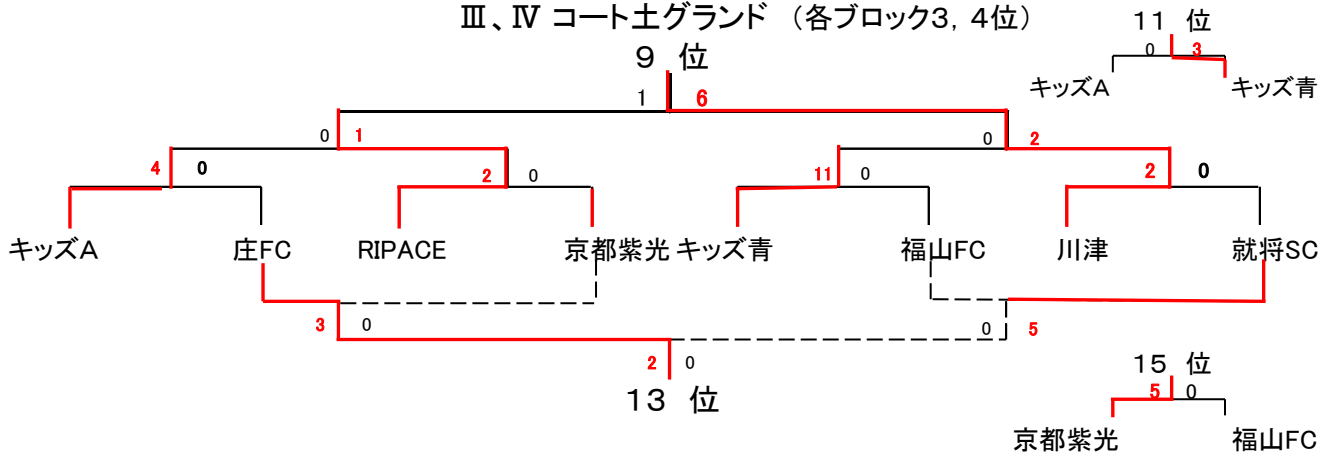 Ⅲ、Ⅳ コート土グランド （各ブロック3，4位）
11 位
0 3
キッズA キッズ青
9 位
1 6
0 1 0 2
4 0 2 0 11 0 2 0
キッズA 庄FC RIPACE 京都紫光 キッズ青 福山FC 川津 就将SC
3 0 0 5
2 0
13 位
15 位
5 0
京都紫光 福山FC